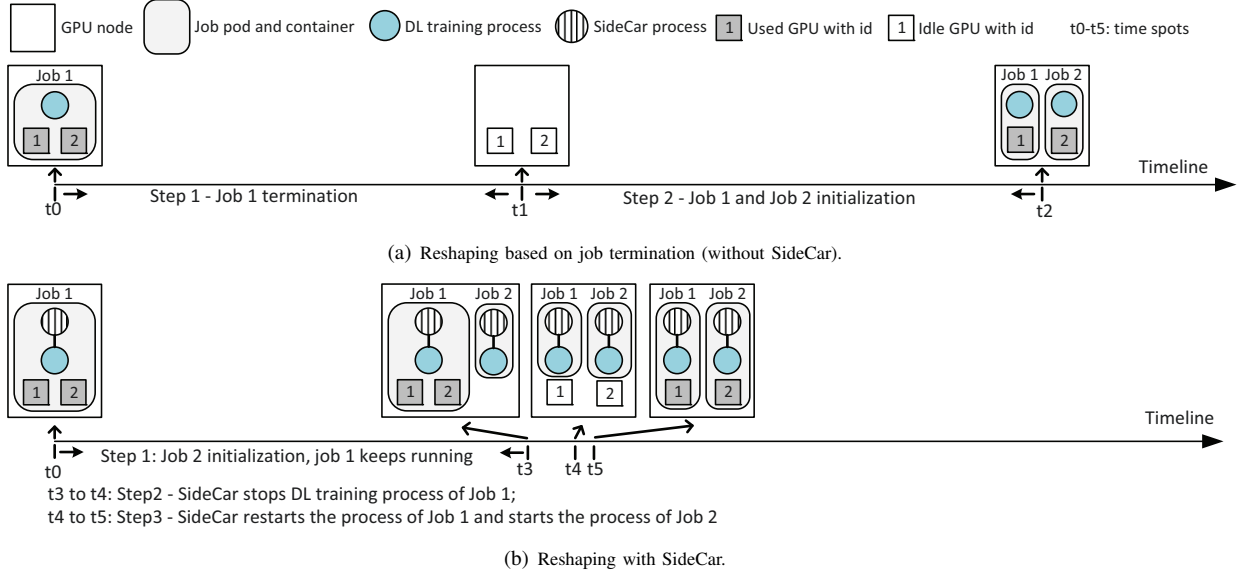 GPU node Job pod and container DL training process SideCar process 1 Used GPU with id 1 Idle GPU with id t0-t5: time spots
Job 1 Job 1 Job 2
1 2 1 2 1 2
Timeline
Step 1 - Job 1 termination Step 2 - Job 1 and Job 2 initialization
t0 t1 t2
(a) Reshaping based on job termination (without SideCar).
Job 1 Job 1 Job 2 Job 1 Job 2 Job 1 Job 2
1 2 1 2 1 2 1 2
Timeline
Step 1: Job 2 initialization, job 1 keeps running
t0 t3 t4 t5
t3 to t4: Step2 - SideCar stops DL training process of Job 1;
t4 to t5: Step3 - SideCar restarts the process of Job 1 and starts the process of Job 2
(b) Reshaping with SideCar.